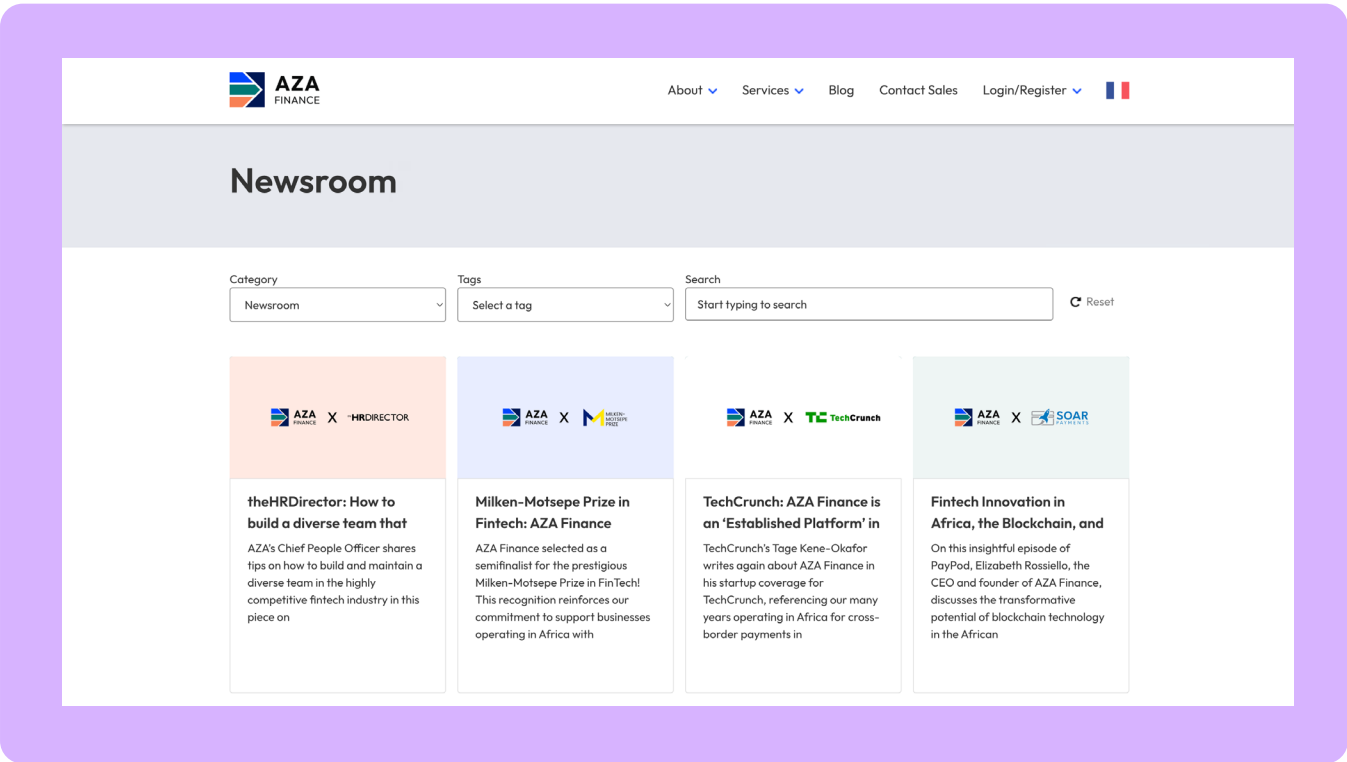 AZA
FINANCE
About
Services
Blog
Contact Sales
Login/Register
Newsroom
Category
Newsroom
Tags
Select a tag
Search
Start typing to search
Reset
AZA
FINANCE
X
theHRDIRECTOR
theHRDirector: How to
build a diverse team that
AZA's Chief People Officer shares
tips on how to build and maintain a
diverse team in the highly
competitive fintech industry in this
piece on
AZA
FINANCE
X
MILKEN-
MOTSEPE
PRIZE
Milken-Motsepe Prize in
Fintech: AZA Finance
AZA Finance selected as a
semifinalist for the prestigious
Milken-Motsepe Prize in FinTech!
This recognition reinforces our
commitment to support businesses
operating in Africa with
AZA
FINANCE
X
TechCrunch
TechCrunch: AZA Finance is
an ‘Established Platform’ in
TechCrunch's Tage Kene-Okafor
writes again about AZA Finance in
his startup coverage for
TechCrunch, referencing our many
years operating in Africa for cross-
border payments in
AZA
FINANCE
X
SOAR
PAYMENTS
Fintech Innovation in
Africa, the Blockchain, and
On this insightful episode of
PayPod, Elizabeth Rossiello, the
CEO and founder of AZA Finance,
discusses the transformative
potential of blockchain technology
in the African